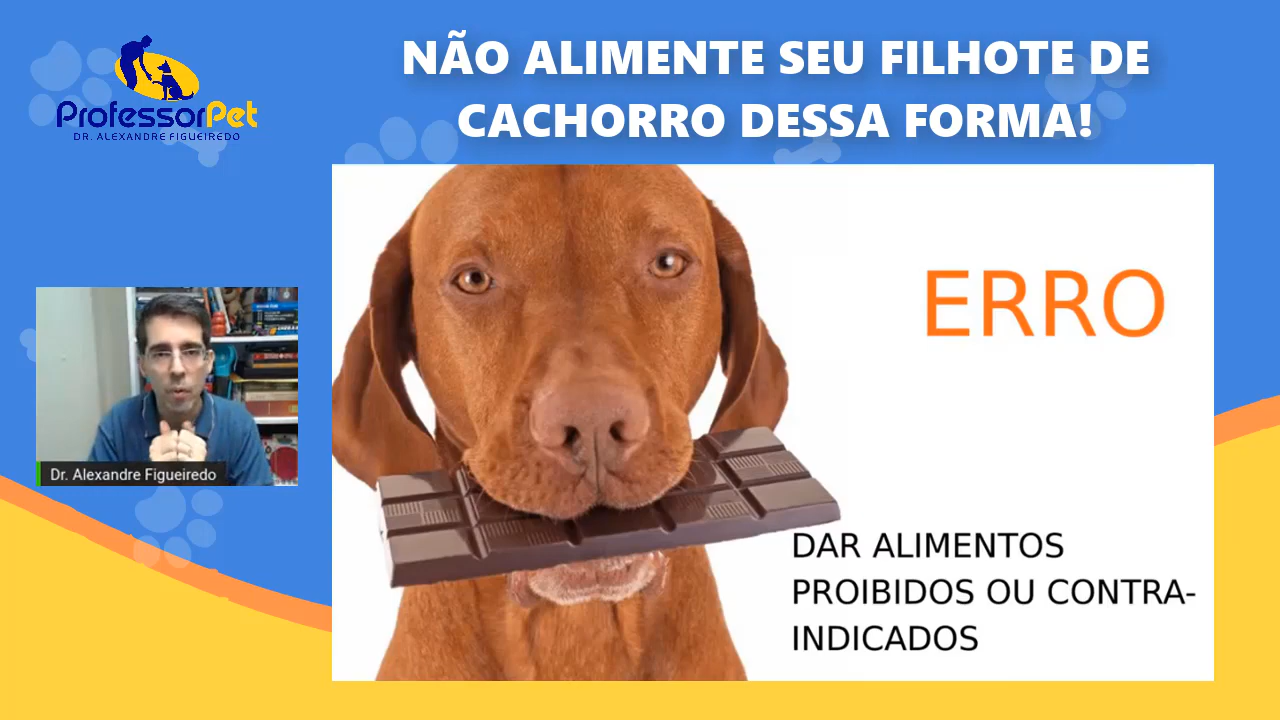 ProfessorPet
DR. ALEXANDRE FIGUEIREDO
NÃO ALIMENTE SEU FILHOTE DE
CACHORRO DESSA FORMA!
ERRO
Dr. Alexandre Figueiredo
DAR ALIMENTOS
PROIBIDOS OU CONTRA-
INDICADOS